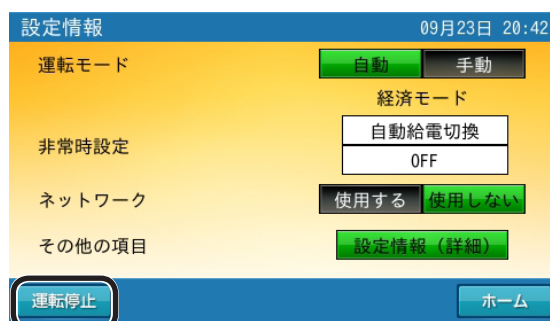 設定情報 09月23日 20:42
運転モード 自動 手動
経済モード
非常時設定 自動給電切換
OFF
ネットワーク 使用する 使用しない
その他の項目 設定情報（詳細）
運転停止 ホーム